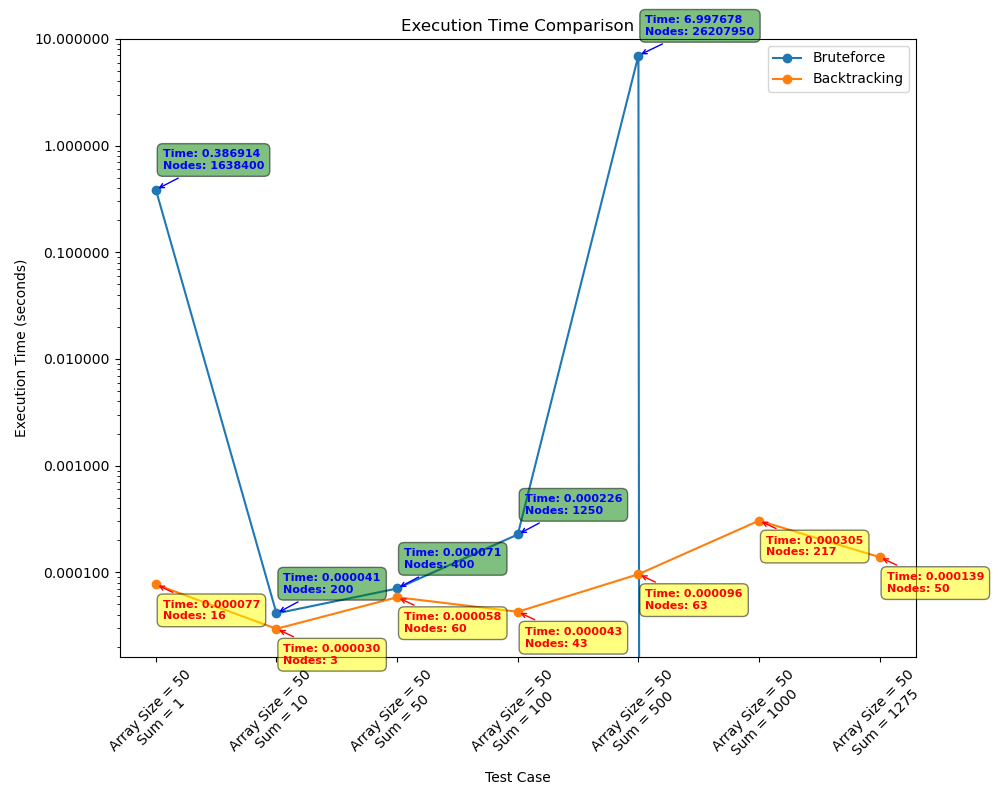 Execution Time Comparison
Time: 6.997678
Nodes: 26207950
Bruteforce
Backtracking
10.000000
1.000000
0.100000
0.010000
0.001000
0.000100
Execution Time (seconds)
Time: 0.386914
Nodes: 1638400
Time: 0.000226
Nodes: 1250
Time: 0.000071
Nodes: 400
Time: 0.000041
Nodes: 200
Time: 0.000077
Nodes: 16
Time: 0.000030
Nodes: 3
Time: 0.000058
Nodes: 60
Time: 0.000043
Nodes: 43
Time: 0.000096
Nodes: 63
Time: 0.000305
Nodes: 217
Time: 0.000139
Nodes: 50
Array Size = 50
Sum = 1
Array Size = 50
Sum = 10
Array Size = 50
Sum = 50
Array Size = 50
Sum = 100
Array Size = 50
Sum = 500
Array Size = 50
Sum = 1000
Array Size = 50
Sum = 1275
Test Case